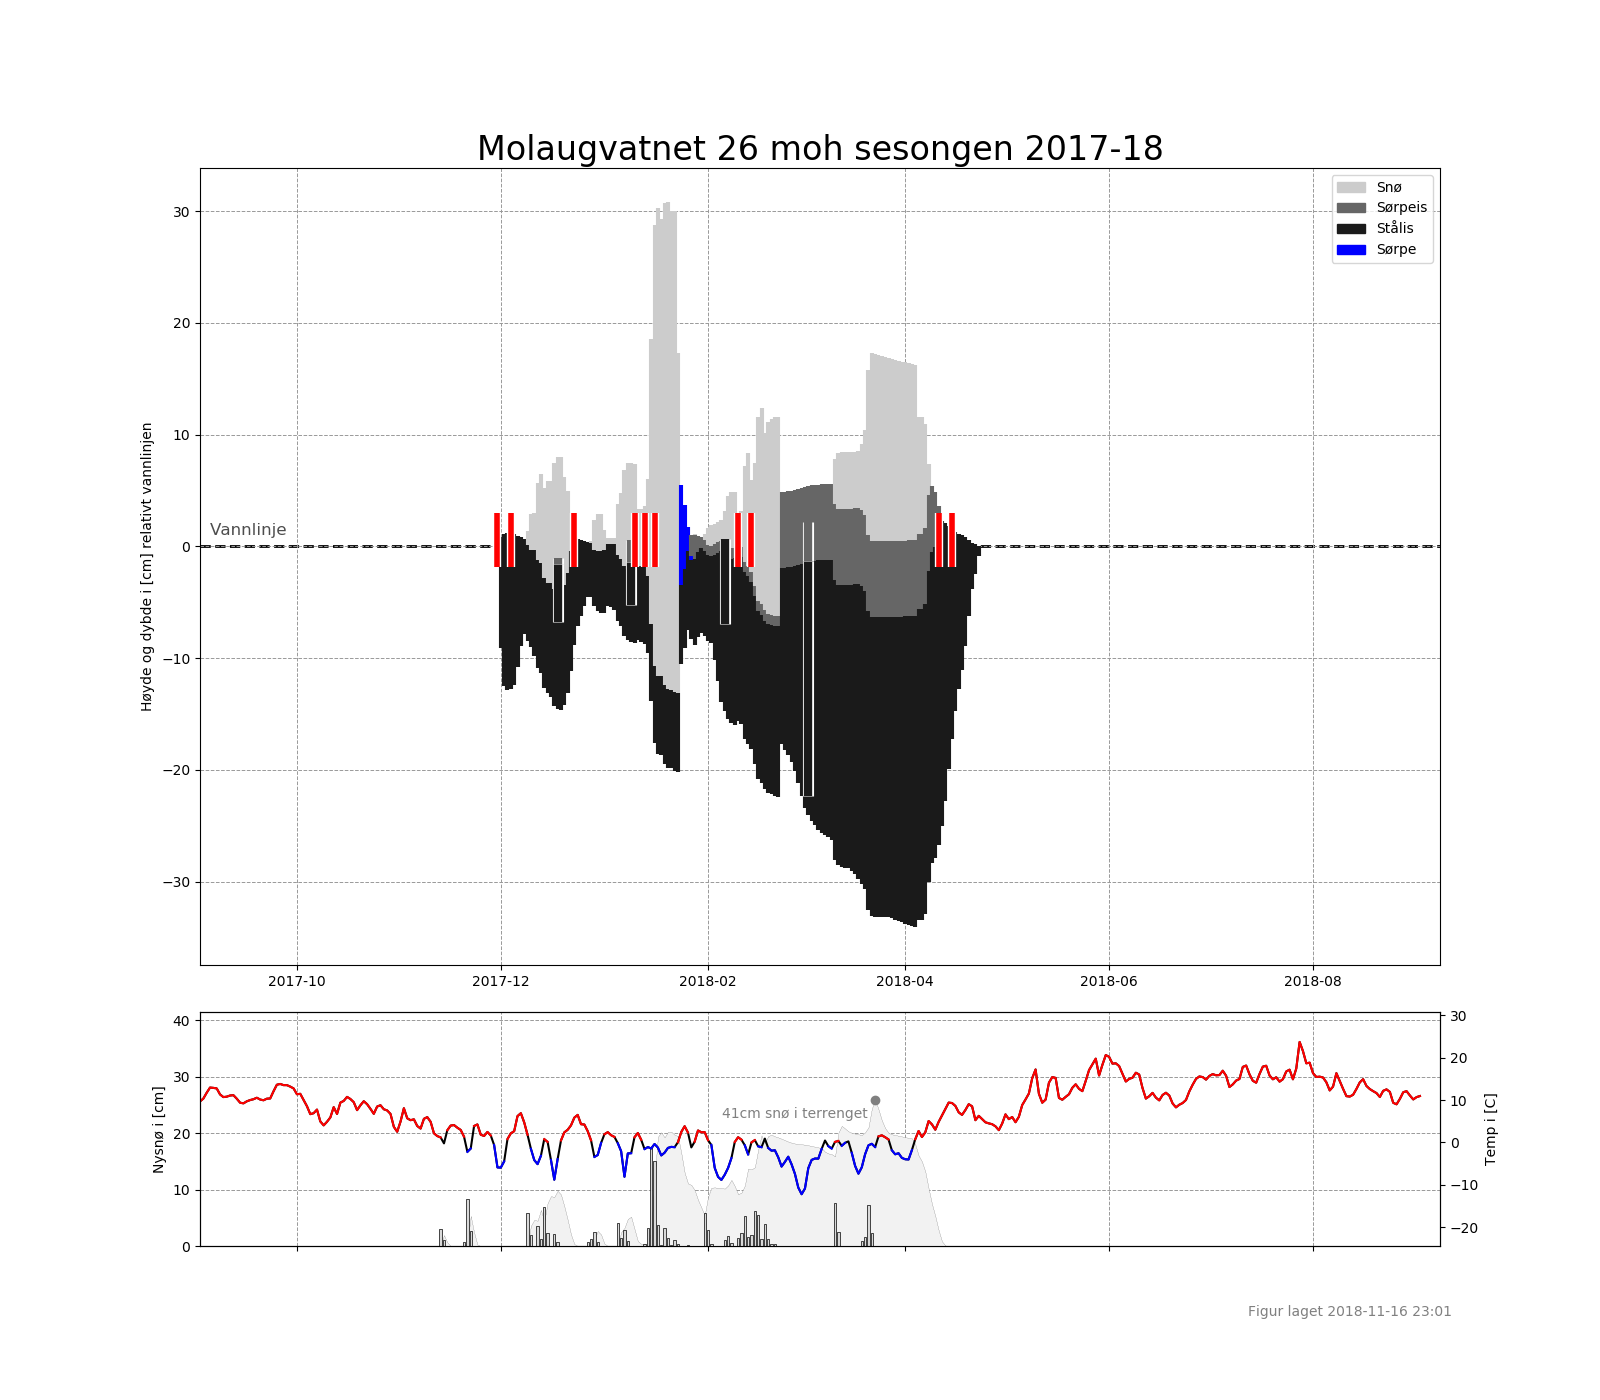 Molaugvatnet 26 moh sesongen 2017-18
Snø
Sørpeis
Stålis
Sørpe
30
20
10
0
−10
−20
−30
Høyde og dybde i [cm] relativt vannlinjen
Vannlinje
2017-10
2017-12
2018-02
2018-04
2018-06
2018-08
40
30
20
10
0
Nysnø i [cm]
41cm snø i terrenget
30
20
10
0
−10
−20
Temp i [C]
Figur laget 2018-11-16 23:01